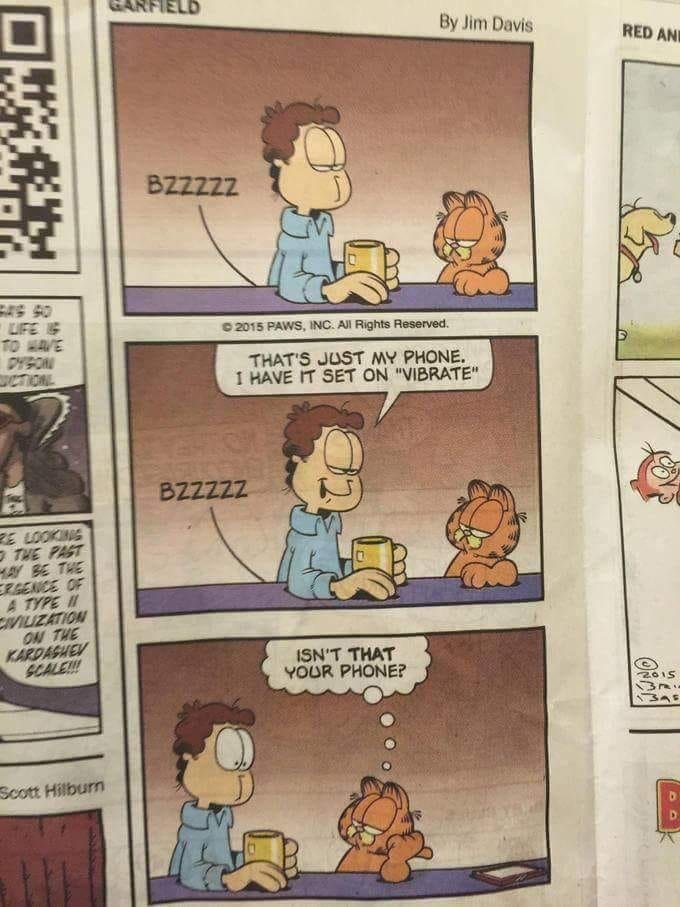 GARFIELD
By Jim Davis
BZZZZZ
© 2015 PAWS, INC. All Rights Reserved.
THAT'S JUST MY PHONE.
I HAVE IT SET ON "VIBRATE"
BZZZZZ
ISN'T THAT
YOUR PHONE?
SO
LIFE IS
TO HAVE
DYSON
LOOKING
THE PAST
MAY BE THE
OF
A TYPE II
CIVILIZATION
ON THE
KARDASHEV
SCALE!!!
Scott Hilburn
RED
©
2015